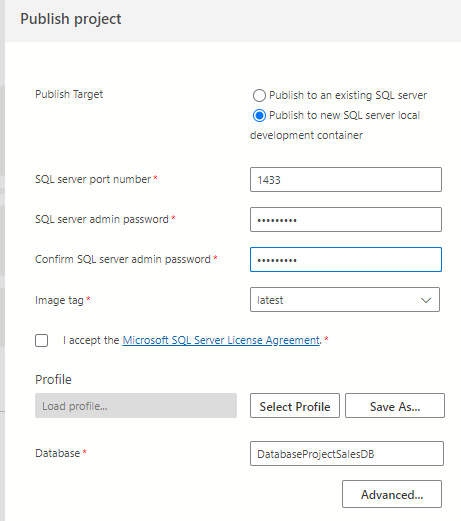 Publish project
Publish Target
Publish to an existing SQL server
Publish to new SQL server local
development container
SQL server port number *
1433
SQL server admin password *
•••••••••
Confirm SQL server admin password *
•••••••••
Image tag *
latest
I accept the Microsoft SQL Server License Agreement. *
Profile
Load profile...
Select Profile
Save As...
Database *
DatabaseProjectSalesDB
Advanced...